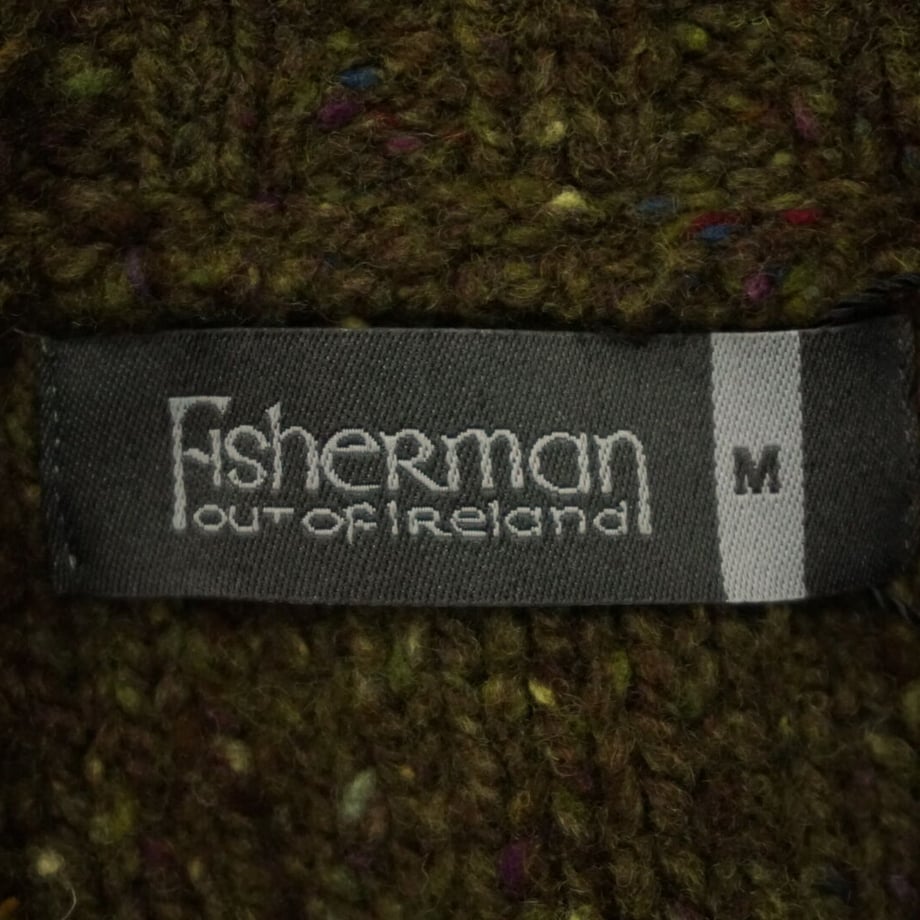 Fisherman
out of Ireland
M